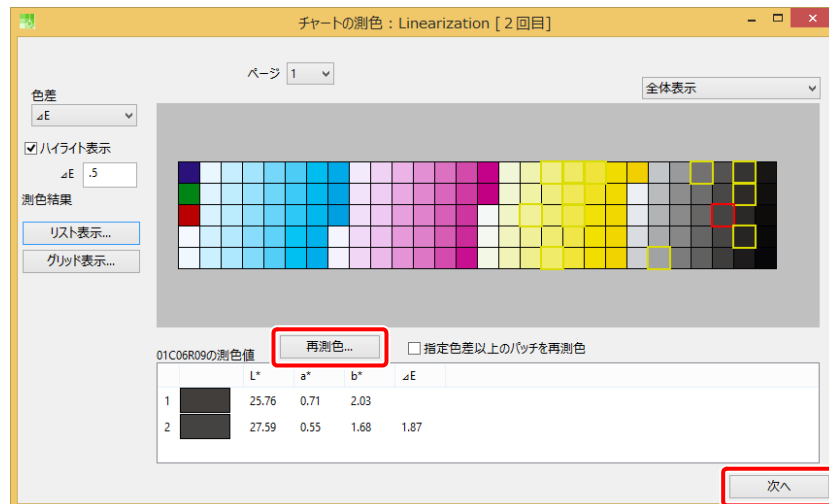 チャートの測色：Linearization [２回目]
ページ 1
全体表示
色差
⊿E
ハイライト表示
⊿E .5
測色結果
リスト表示...
グリッド表示...
01C06R09の測色値
再測色...
指定色差以上のパッチを再測色
L* a* b* ⊿E
1 25.76 0.71 2.03
2 27.59 0.55 1.68 1.87
次へ